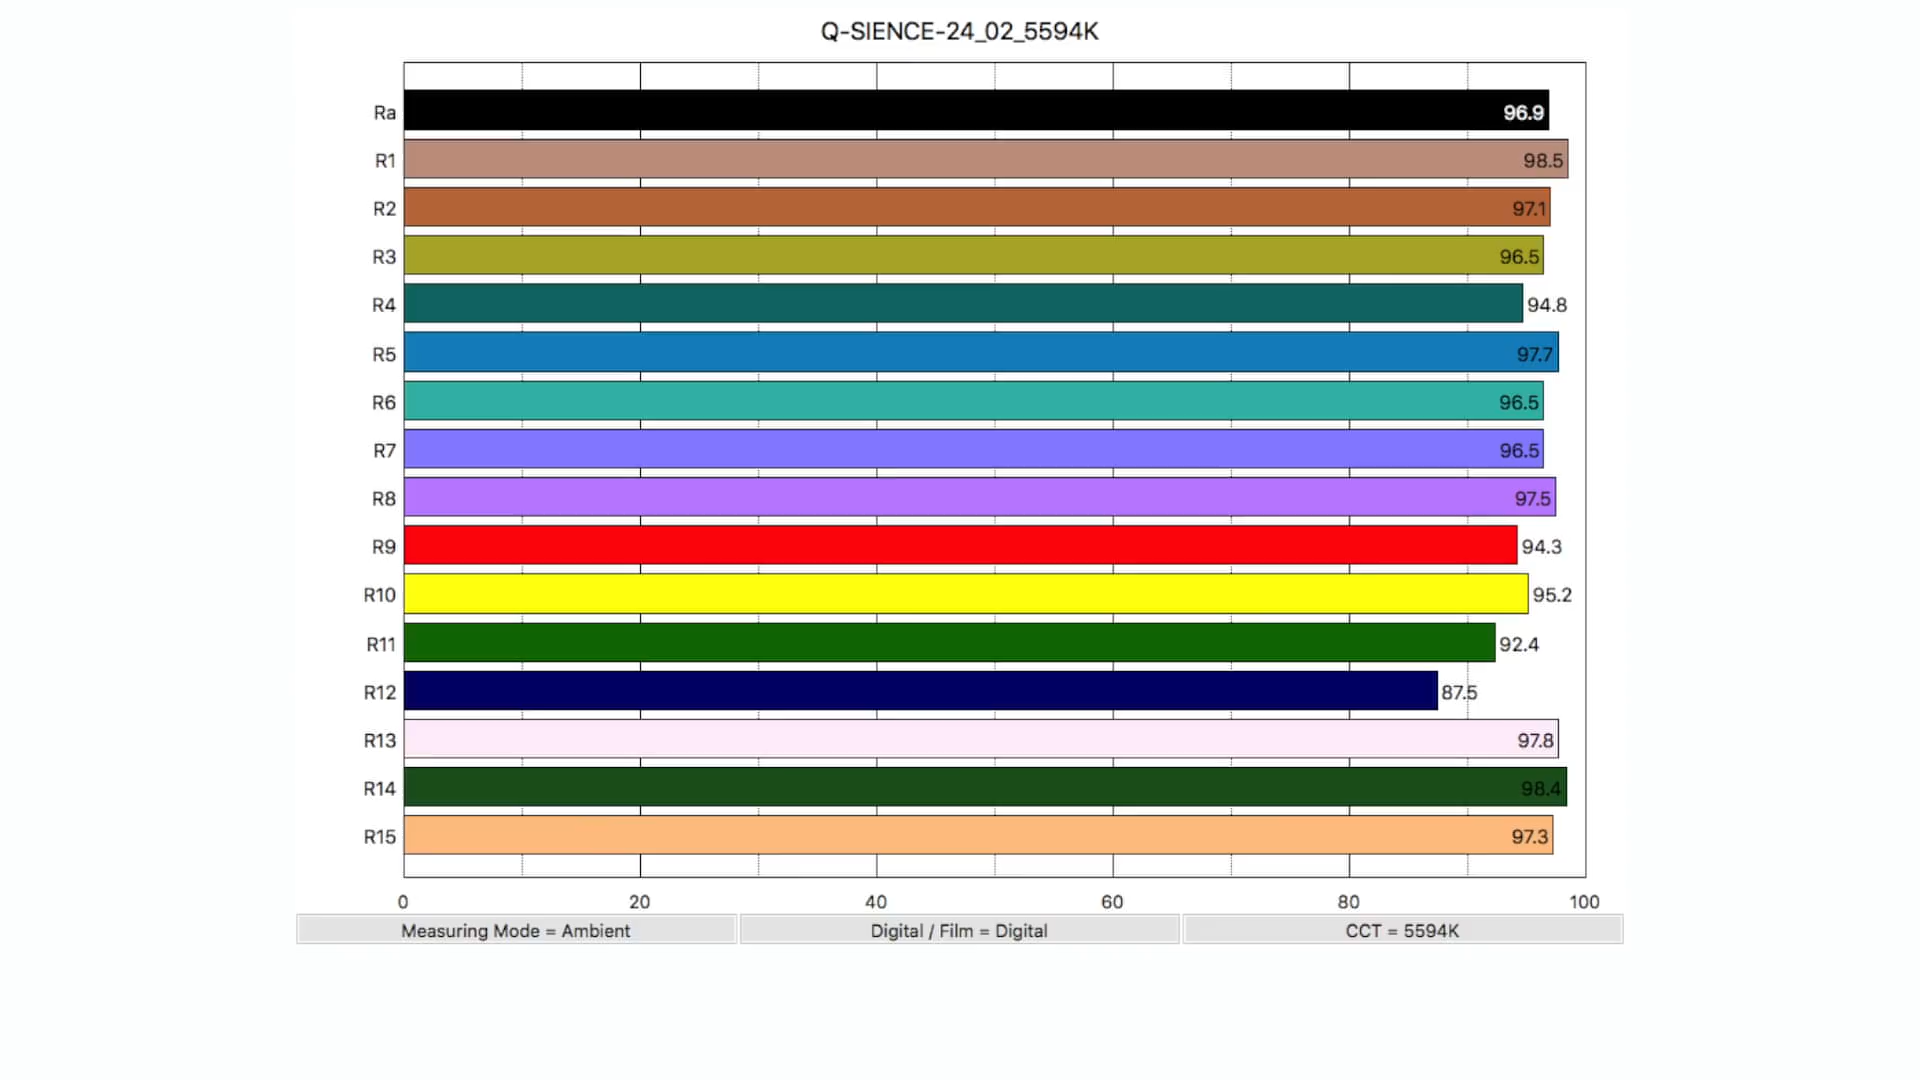 Q-SIENCE-24_02_5594K
Ra 96.9
R1 98.5
R2 97.1
R3 96.5
R4 94.8
R5 97.7
R6 96.5
R7 96.5
R8 97.5
R9 94.3
R10 95.2
R11 92.4
R12 87.5
R13 97.8
R14 98.4
R15 97.3
0 20 40 60 80 100
Measuring Mode = Ambient Digital / Film = Digital CCT = 5594K